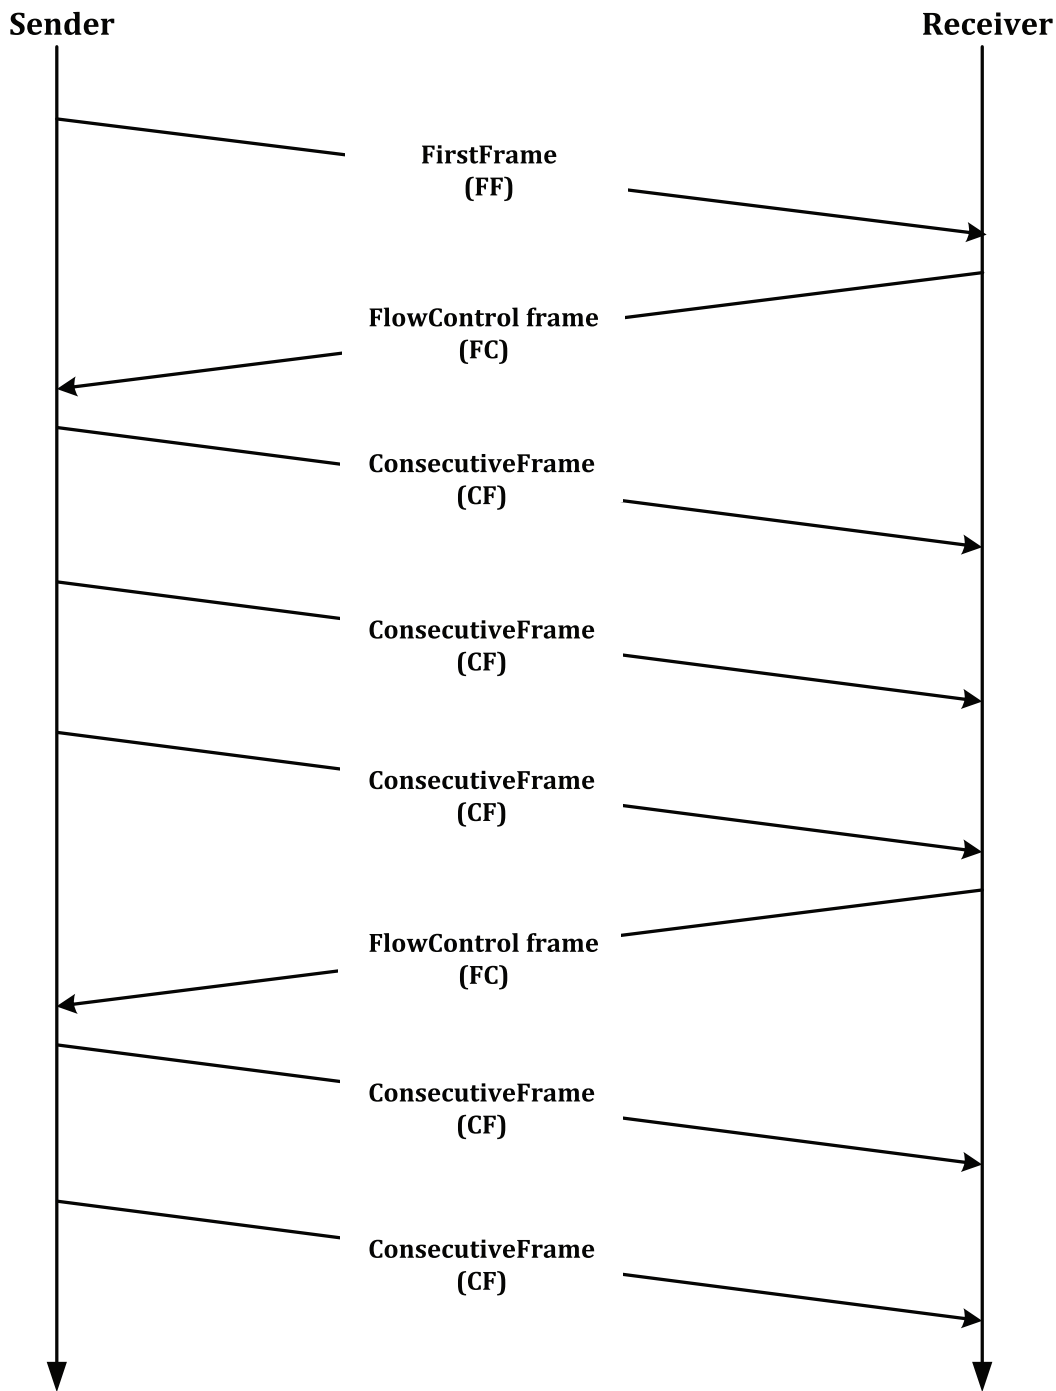 Sender
Receiver
FirstFrame
(FF)
FlowControl frame
(FC)
ConsecutiveFrame
(CF)
ConsecutiveFrame
(CF)
ConsecutiveFrame
(CF)
FlowControl frame
(FC)
ConsecutiveFrame
(CF)
ConsecutiveFrame
(CF)